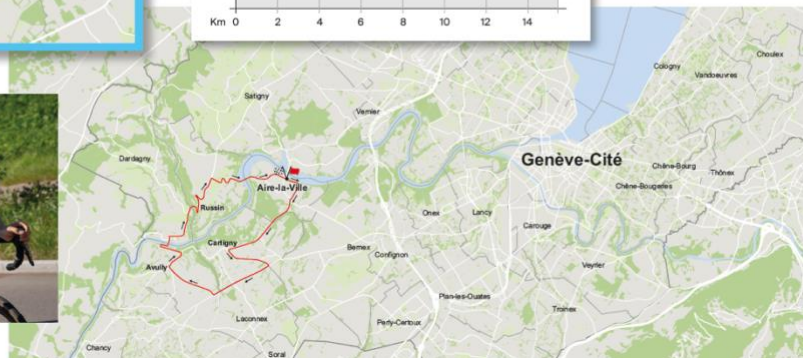 Km 0 2 4 6 8 10 12 14
Choulex
Cologny
Vandoeuvres
Satigny
Vernier
Dardagny
Genève-Cité
Chêne-Bourg
Thônex
Aire-la-Ville
Chêne-Bougeries
Russin
Onex
Lancy
Carouge
Cartigny
Bernex
Confignon
Avully
Veyrier
Plan-les-Ouates
Troinex
Laconnex
Perly-Certoux
Chancy
Soral